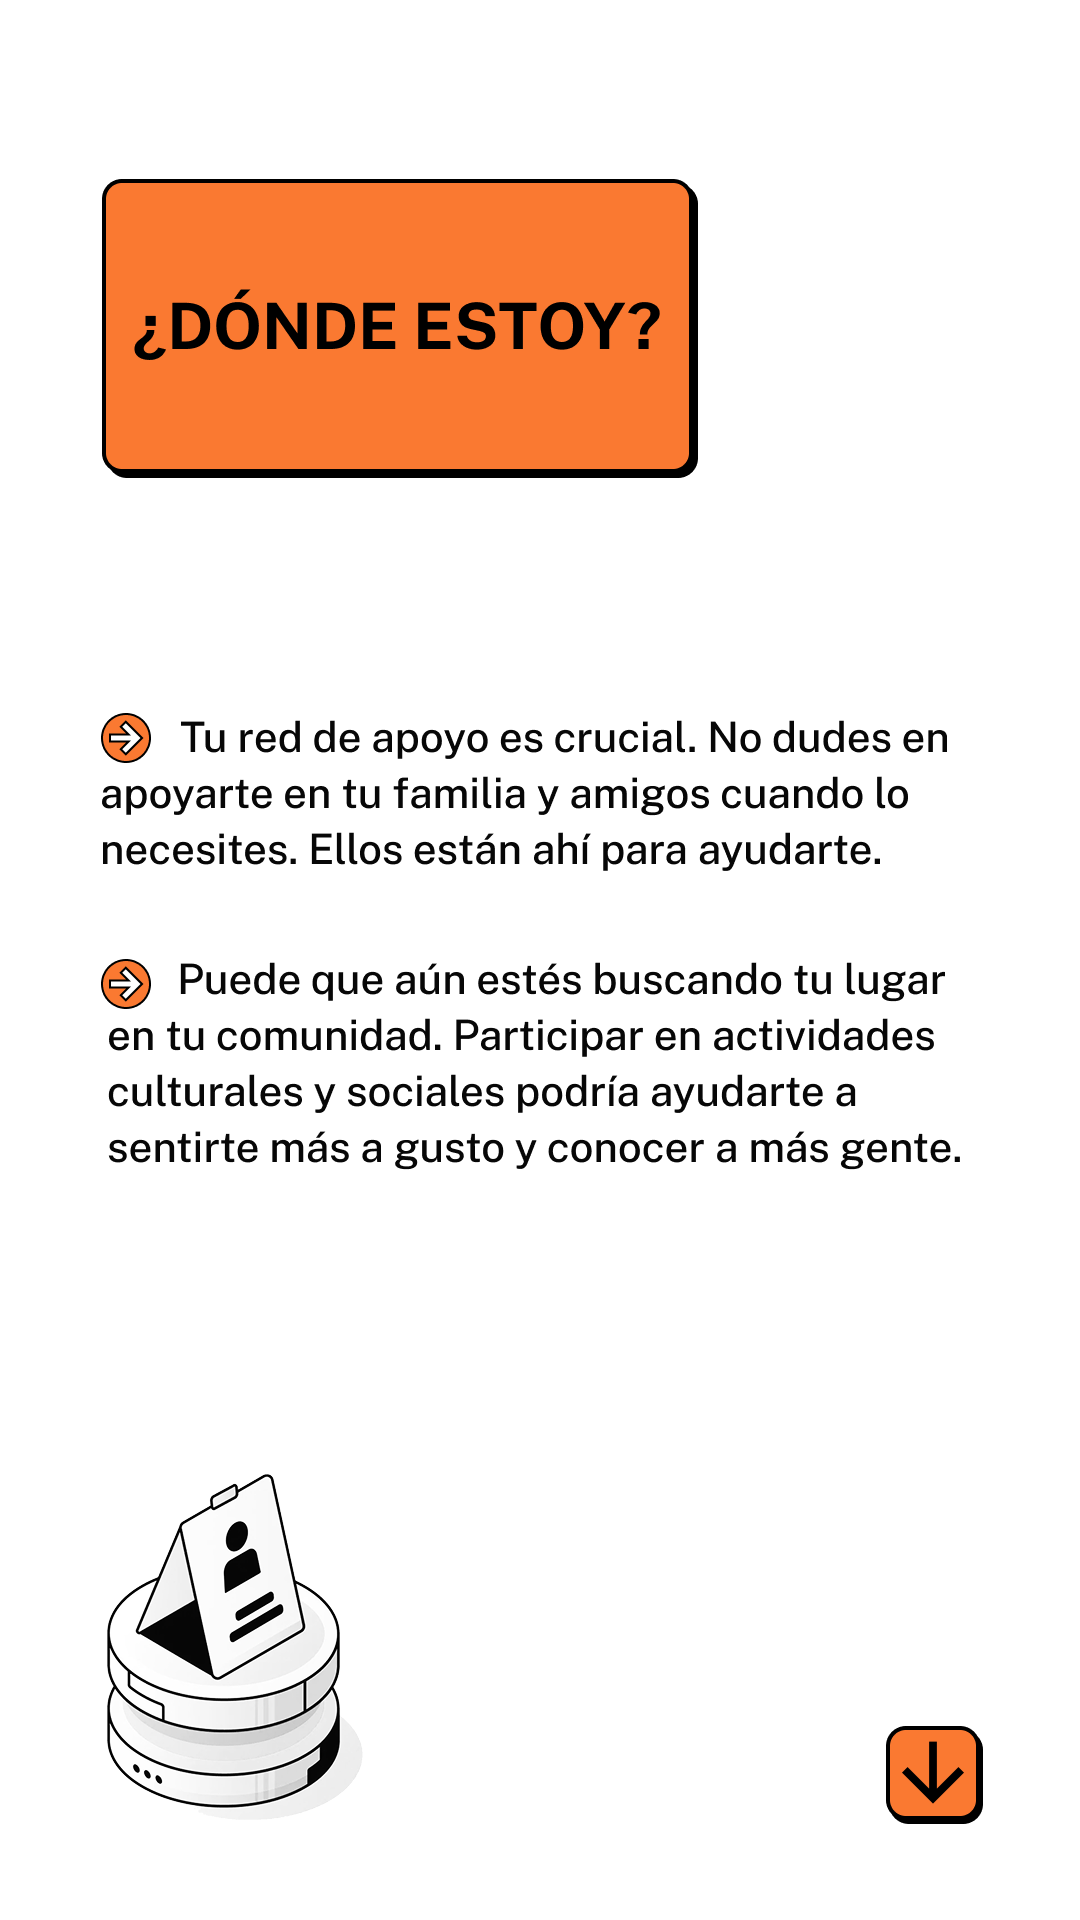 ¿DÓNDE ESTOY?
Tu red de apoyo es crucial. No dudes en
apoyarte en tu familia y amigos cuando lo
necesites. Ellos están ahí para ayudarte.
Puede que aún estés buscando tu lugar
en tu comunidad. Participar en actividades
culturales y sociales podría ayudarte a
sentirte más a gusto y conocer a más gente.